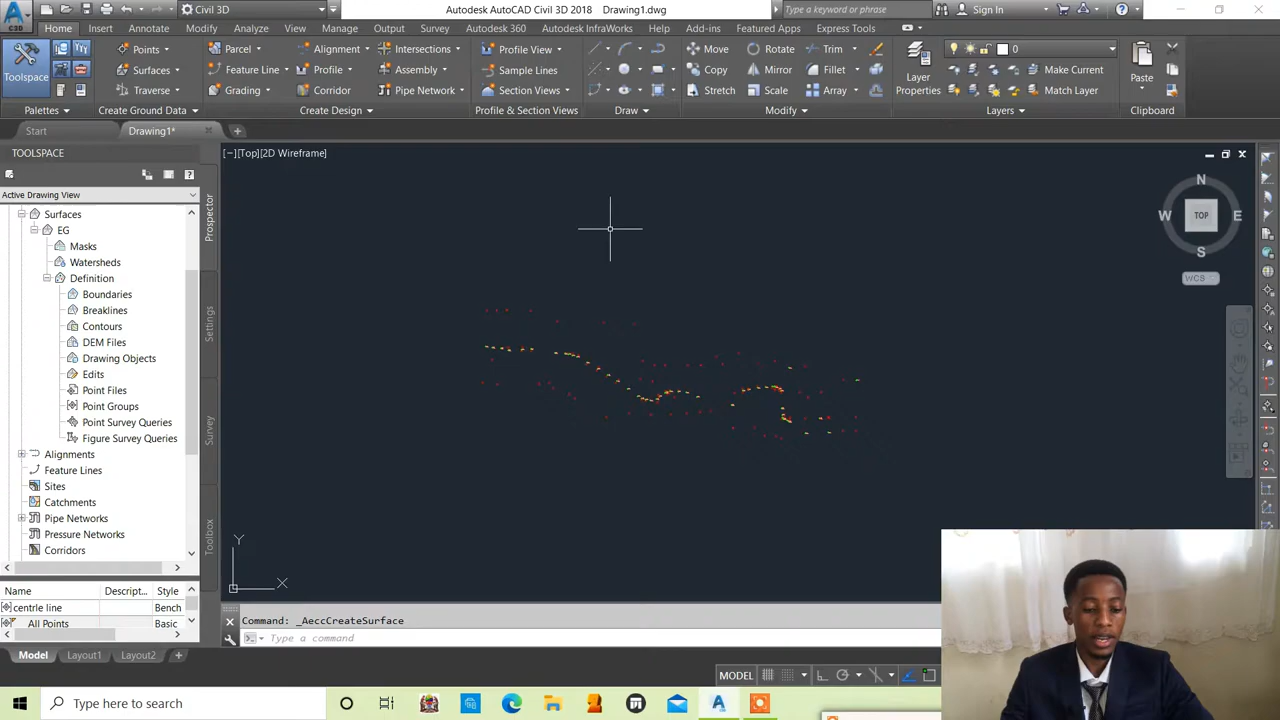 Civil 3D
Autodesk AutoCAD Civil 3D 2018   Drawing1.dwg
Type a keyword or phrase
Sign In
C3D
Home Insert Annotate Modify Analyze View Manage Output Survey Autodesk 360 Autodesk InfraWorks Help Add-ins Featured Apps Express Tools
Toolspace
Points Parcel Alignment Intersections Profile View Move Rotate Trim 0
Surfaces Feature Line Profile Assembly Sample Lines Copy Mirror Fillet Make Current
Traverse Grading Corridor Pipe Network Section Views Stretch Scale Array Match Layer
Layer Properties
Paste
Palettes Create Ground Data Create Design Profile & Section Views Draw Modify Layers Clipboard
Start Drawing1*
TOOLSPACE
[−][Top][2D Wireframe]
Active Drawing View
N
W TOP E
S
WCS
Prospector
Settings
Survey
Toolbox
Surfaces
EG
Masks
Watersheds
Definition
Boundaries
Breaklines
Contours
DEM Files
Drawing Objects
Edits
Point Files
Point Groups
Point Survey Queries
Figure Survey Queries
Alignments
Feature Lines
Sites
Catchments
Pipe Networks
Pressure Networks
Corridors
Y
X
Name Descript... Style
centrle line Bench
_All Points Basic
Command: _AeccCreateSurface
Type a command
Model Layout1 Layout2 +
MODEL
Type here to search